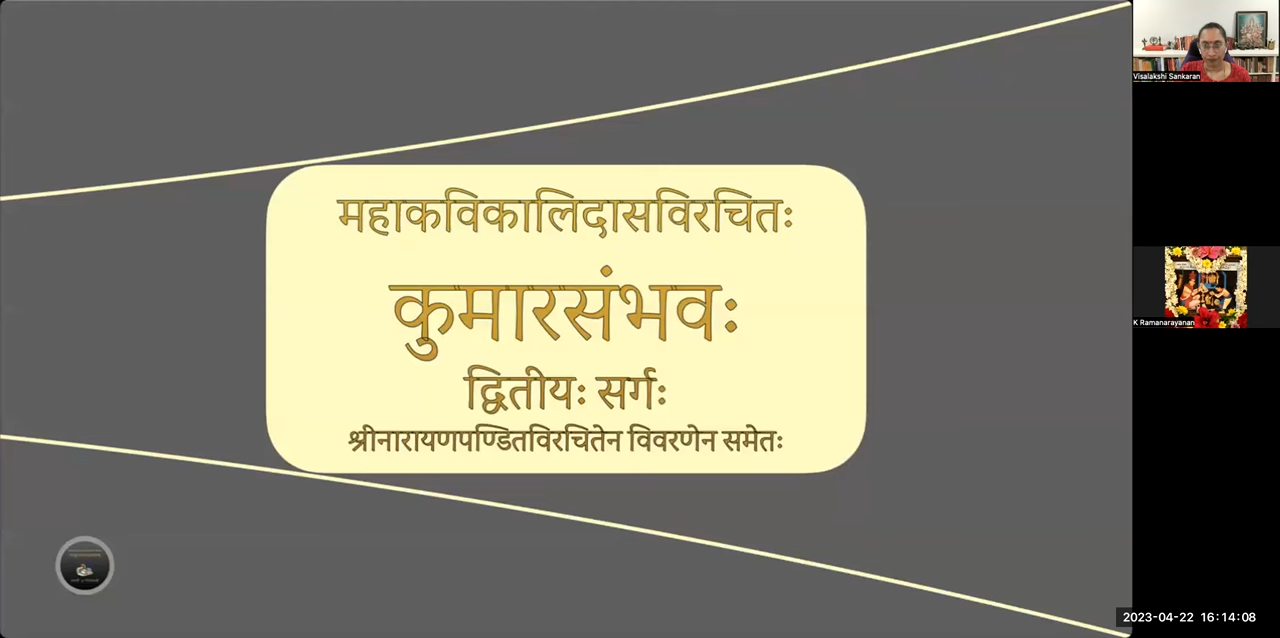 महाकविकालिदासविरचितः
कुमारसंभवः
द्वितीयः सर्गः
श्रीनारायणपण्डितविरचितेन विवरणेन समेतः
Visalakshi Sankaran
K Ramanarayanan
2023-04-22 16:14:08